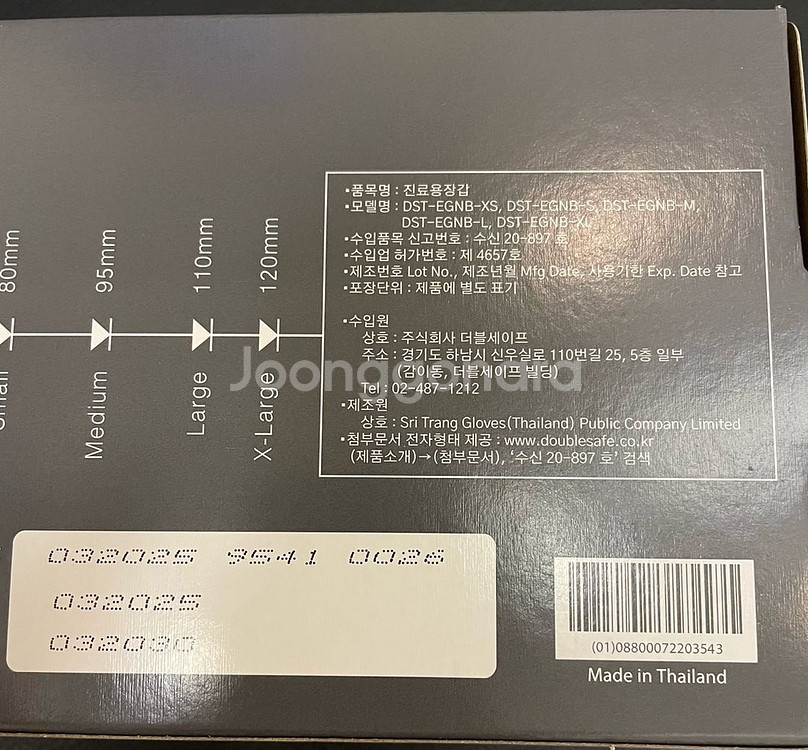 80mm
95mm
110mm
120mm
Small
Medium
Large
X-Large
▪품목명 : 진료용장갑
▪모델명 : DST-EGNB-XS, DST-EGNB-S, DST-EGNB-M,
DST-EGNB-L, DST-EGNB-XL
▪수입품목 신고번호 : 수신 20-897 호
▪수입업 허가번호 : 제 4657호
▪제조번호 Lot No., 제조년월 Mfg Date, 사용기한 Exp. Date 참고
▪포장단위 : 제품에 별도 표기
▪수입원
상호 : 주식회사 더블세이프
주소 : 경기도 하남시 신우실로 110번길 25, 5층 일부
(감이동, 더블세이프 빌딩)
Tel : 02-487-1212
▪제조원
상호 : Sri Trang Gloves(Thailand) Public Company Limited
▪첨부문서 전자형태 제공 : www.doublesafe.co.kr
(제품소개)→(첨부문서), ‘수신 20-897 호’ 검색
Joonggonara
032025 9541 0026
032025
032030
(01)08800072203543
Made in Thailand